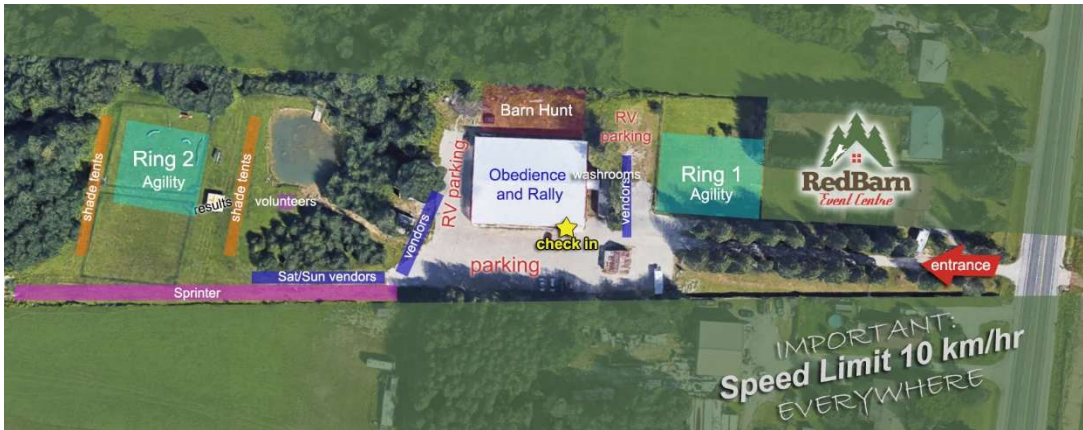 Ring 2
Agility
shade tents
results
shade tents
volunteers
Sat/Sun vendors
Sprinter
vendors
RV parking
Barn Hunt
Obedience
and Rally
washrooms
check in
parking
RV
parking
vendors
Ring 1
Agility
RedBarn
Event Centre
entrance
IMPORTANT:
Speed Limit 10 km/hr
EVERYWHERE